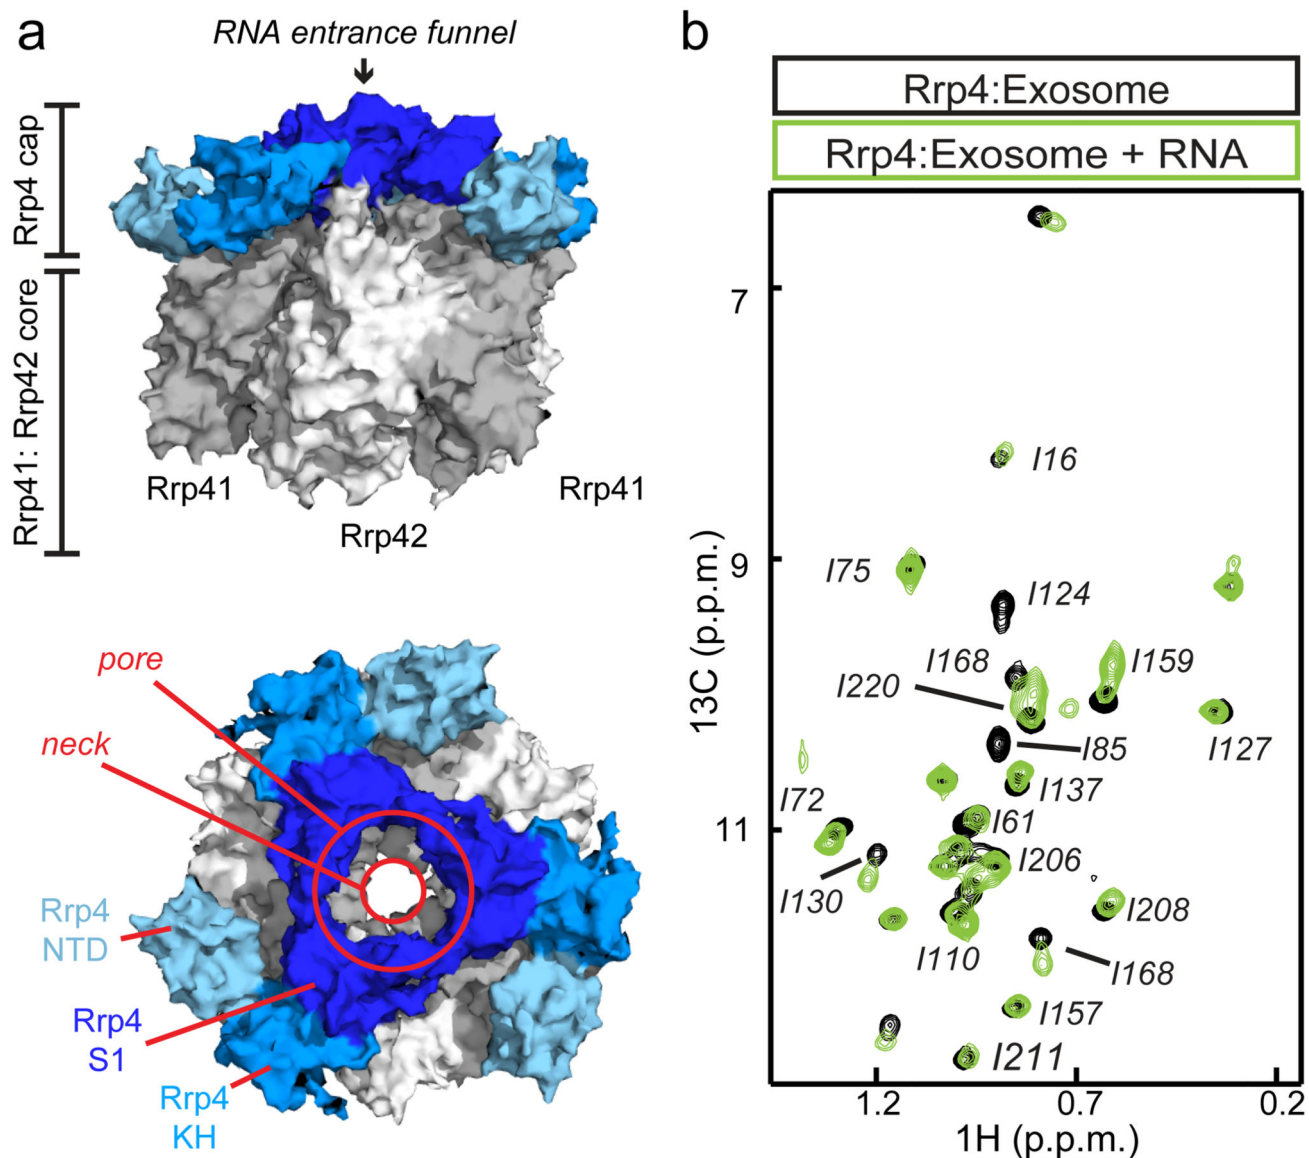 a
RNA entrance funnel
Rrp4 cap
Rrp41: Rrp42 core
Rrp41
Rrp42
Rrp41
pore
neck
Rrp4
NTD
Rrp4
S1
Rrp4
KH
b
Rrp4:Exosome
Rrp4:Exosome + RNA
13C (p.p.m.)
7
9
11
I16
I75
I124
I168
I159
I220
I85
I127
I137
I72
I61
I206
I130
I208
I110
I168
I157
I211
1.2
0.7
0.2
1H (p.p.m.)